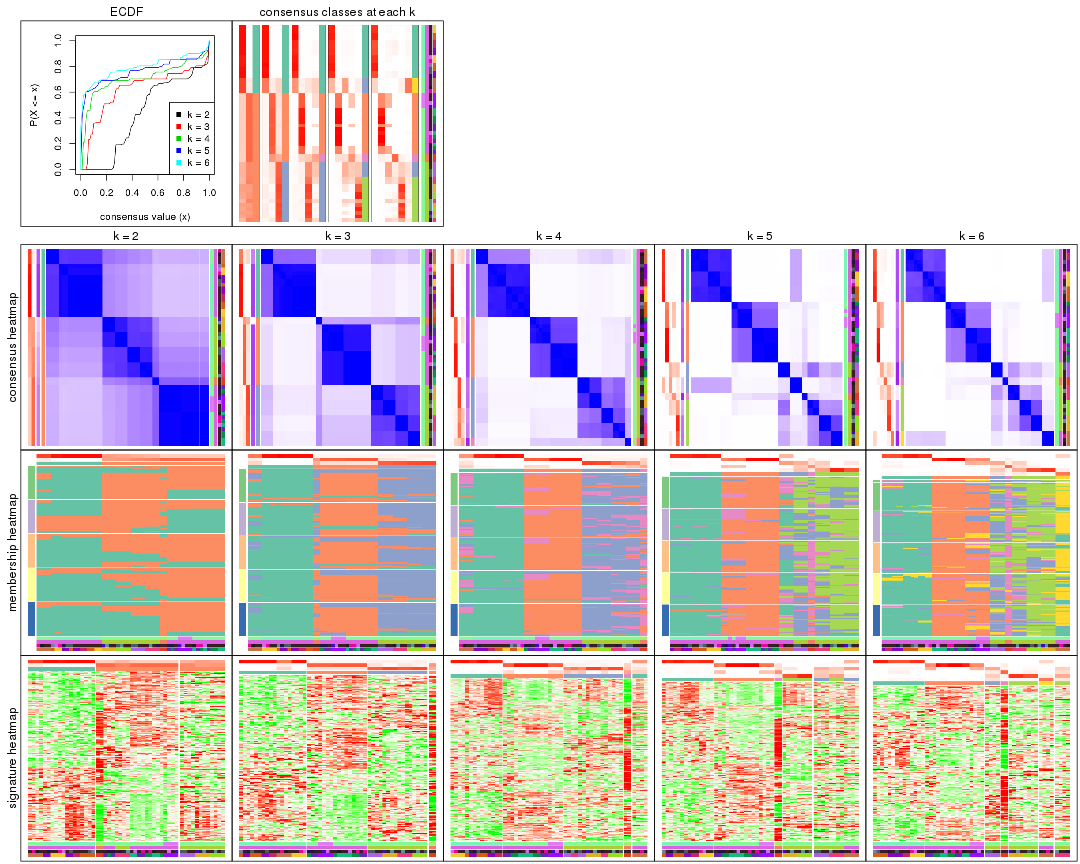 ECDF
consensus classes at each k
P(X <= x)
0.0 0.2 0.4 0.6 0.8 1.0
k = 2
k = 3
k = 4
k = 5
k = 6
0.0 0.2 0.4 0.6 0.8 1.0
consensus value (x)
k = 2
k = 3
k = 4
k = 5
k = 6
consensus heatmap
membership heatmap
signature heatmap